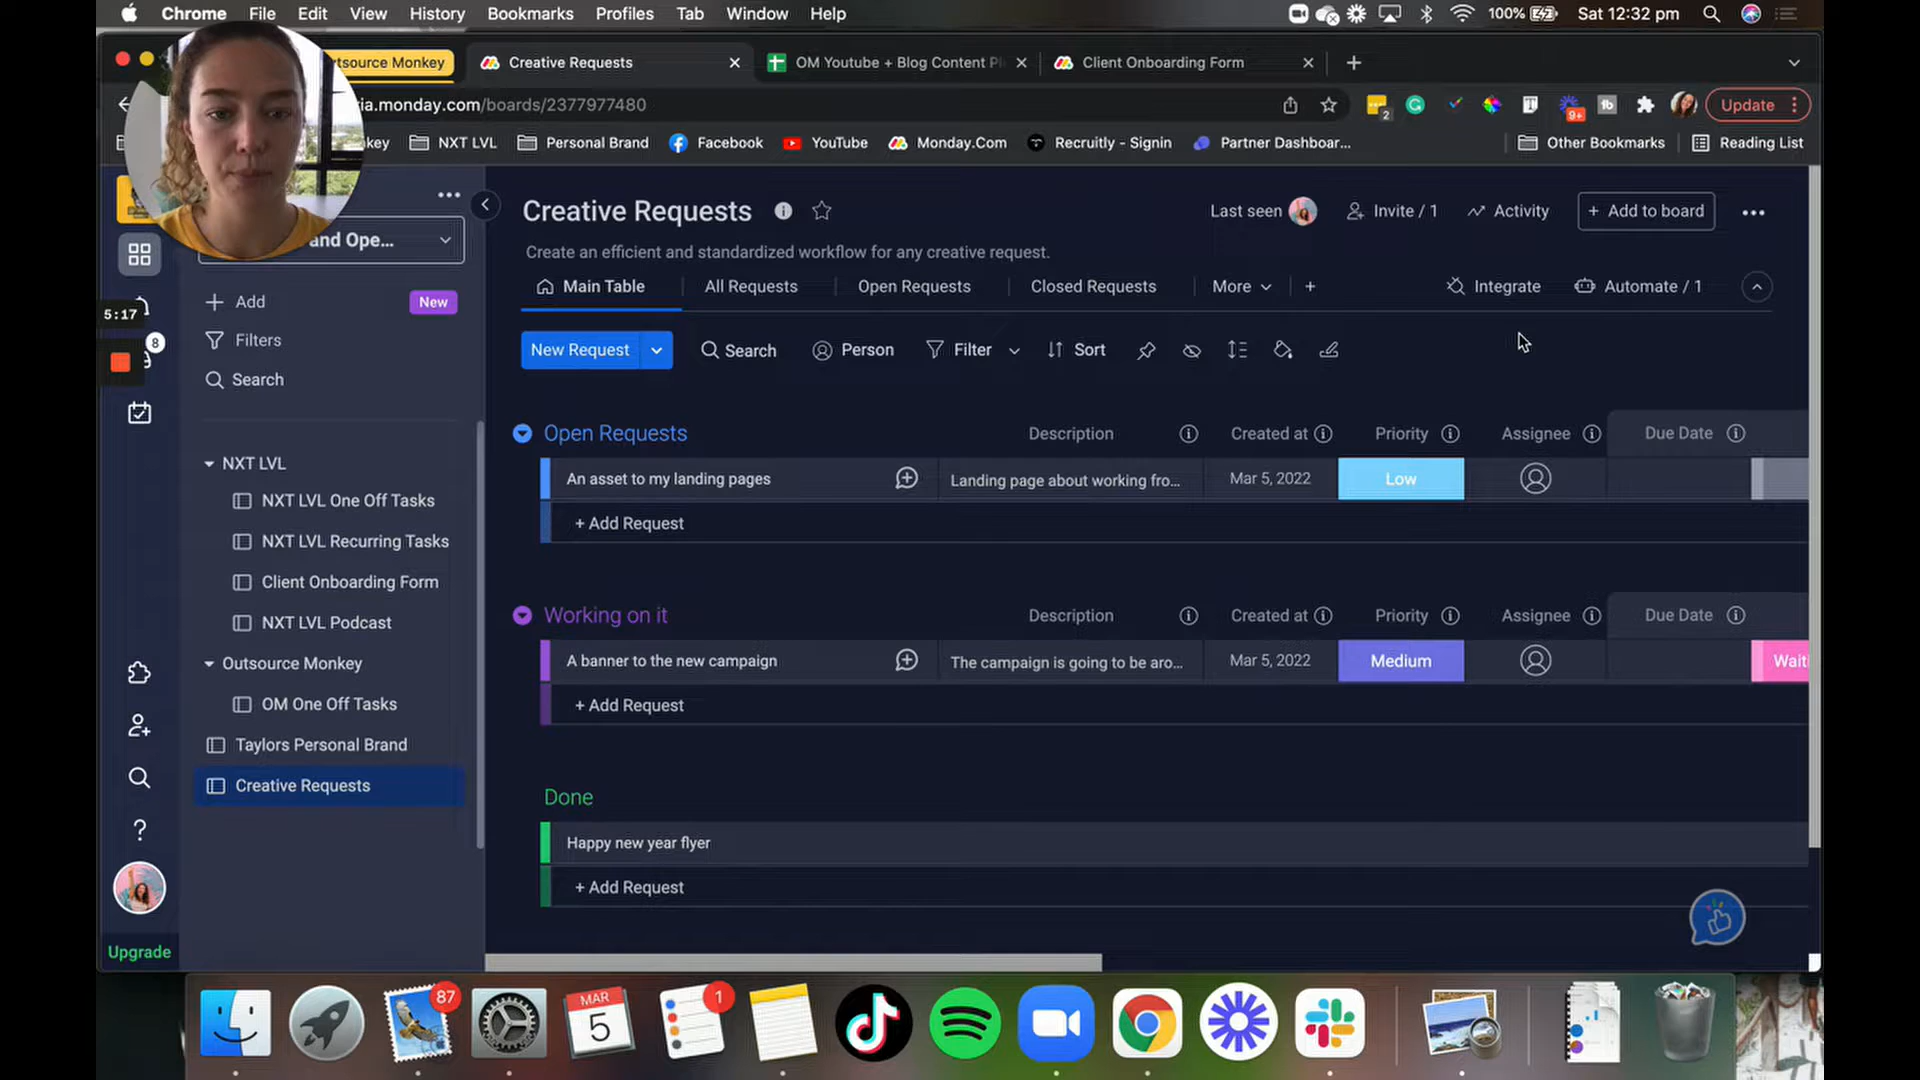 Chrome File Edit View History Bookmarks Profiles Tab Window Help 100% Sat 12:32 pm
tsource Monkey Creative Requests OM Youtube + Blog Content Pl Client Onboarding Form
ia.monday.com/boards/2377977480 2 9+ Update
key NXT LVL Personal Brand Facebook YouTube Monday.Com Recruitly - Signin Partner Dashboar... Other Bookmarks Reading List
Creative Requests Last seen Invite / 1 Activity + Add to board
and Ope...
Create an efficient and standardized workflow for any creative request.
Main Table All Requests Open Requests Closed Requests More + Integrate Automate / 1
Add New
5:17
8
Filters
New Request Search Person Filter Sort
Search
Open Requests Description Created at Priority Assignee Due Date
NXT LVL
An asset to my landing pages Landing page about working fro... Mar 5, 2022 Low
NXT LVL One Off Tasks
+ Add Request
NXT LVL Recurring Tasks
Client Onboarding Form
Working on it Description Created at Priority Assignee Due Date
NXT LVL Podcast
Outsource Monkey
A banner to the new campaign The campaign is going to be aro... Mar 5, 2022 Medium Waiti
OM One Off Tasks
+ Add Request
Taylors Personal Brand
Creative Requests
Done
Happy new year flyer
+ Add Request
Upgrade
87 MAR 5 1